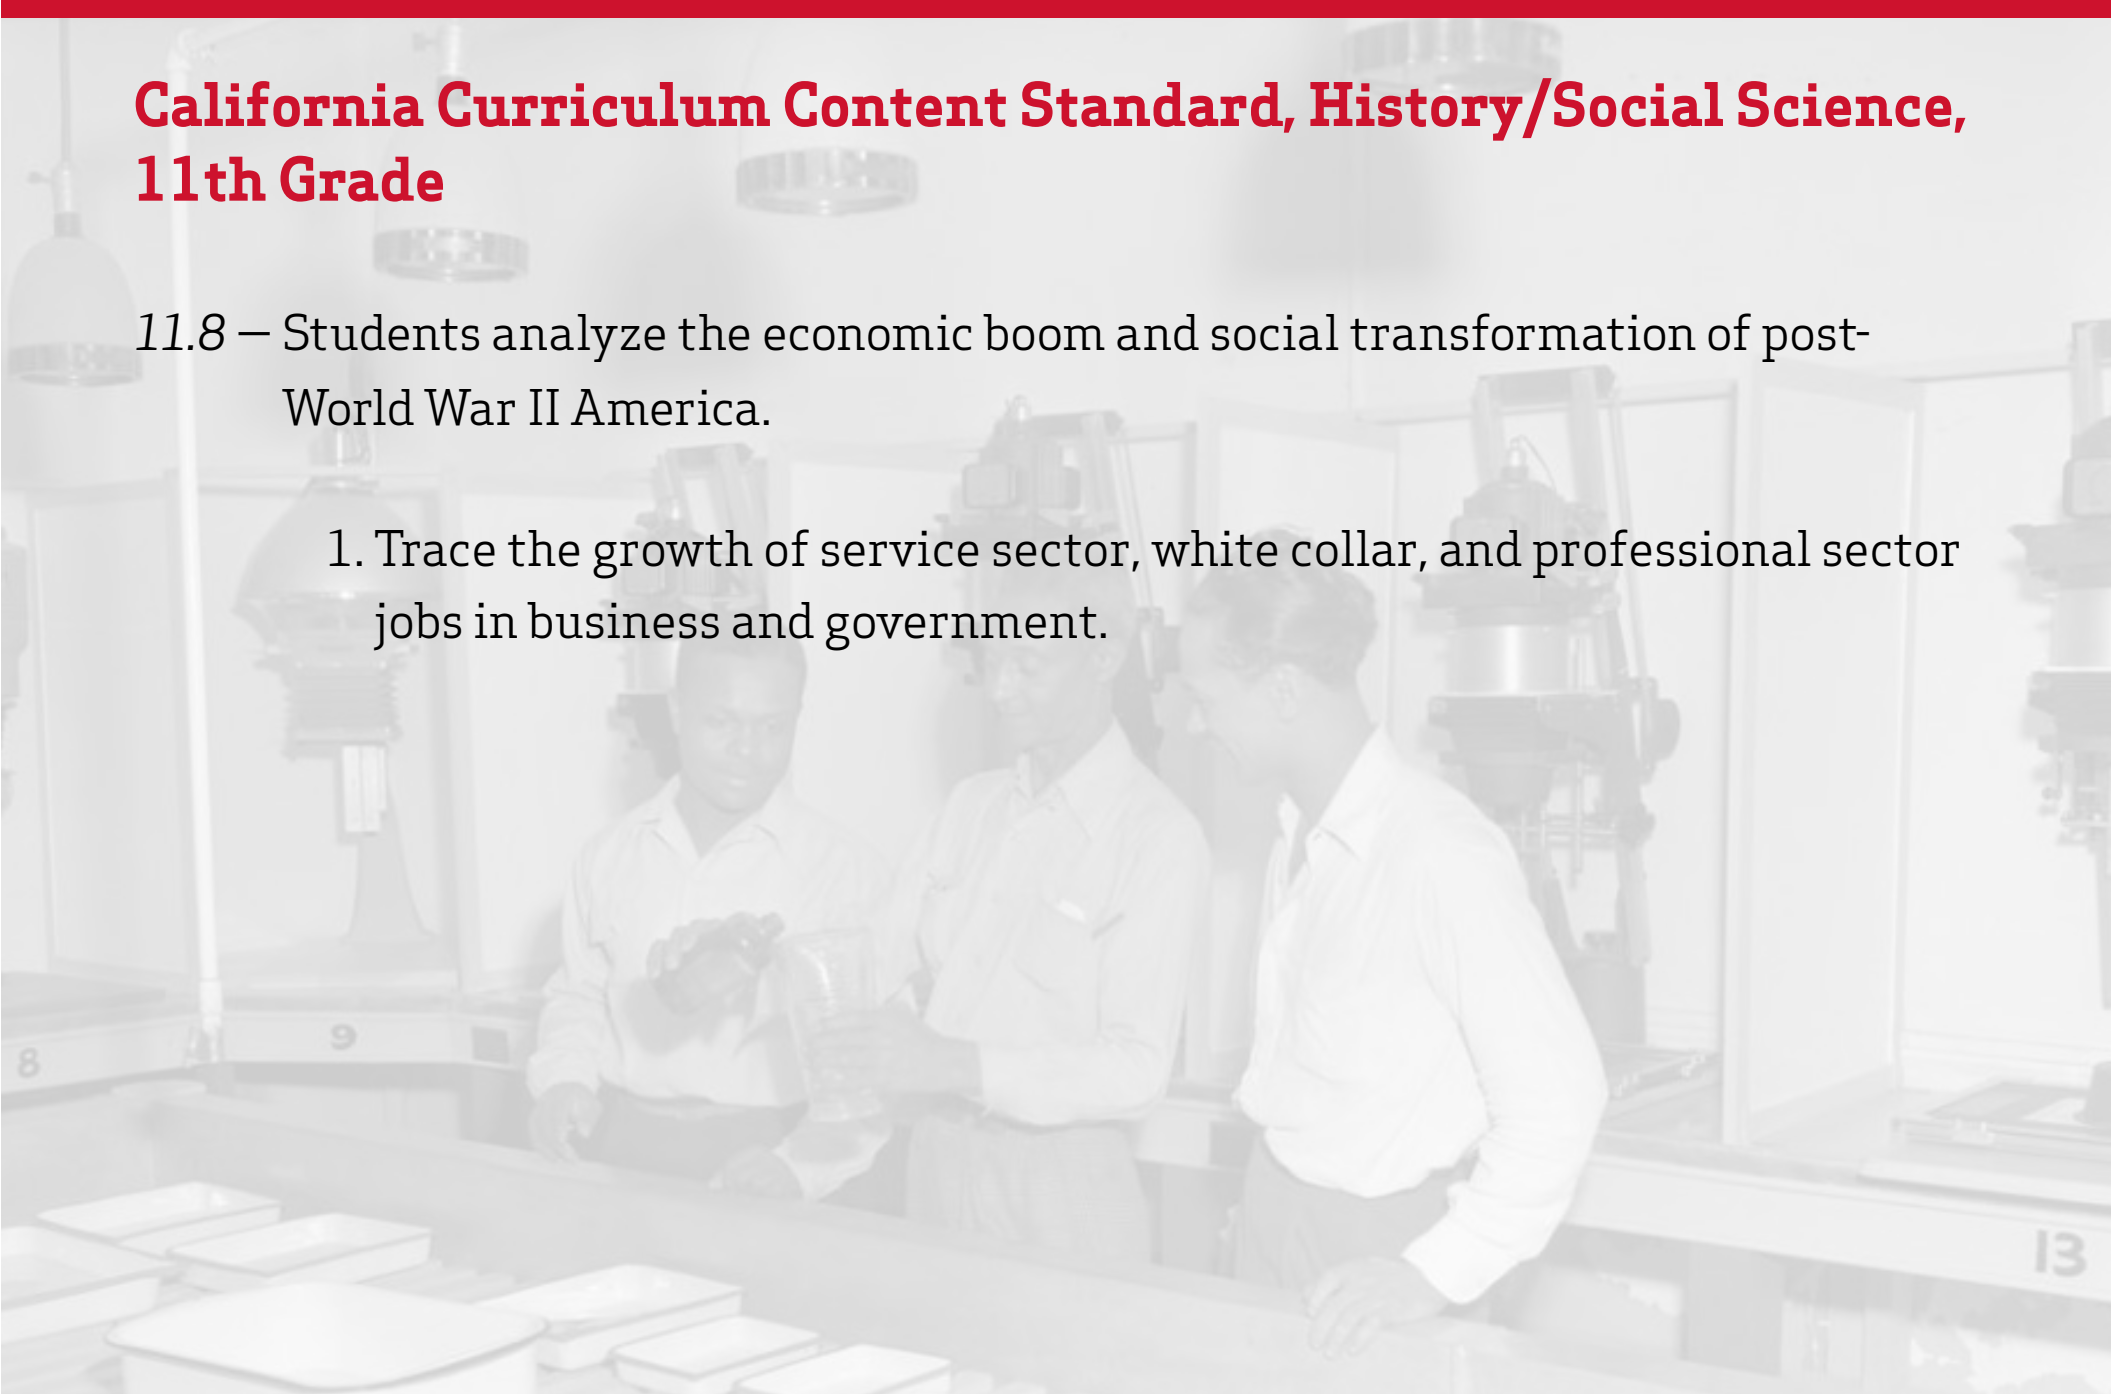 California Curriculum Content Standard, History/Social Science,
11th Grade
11.8 – Students analyze the economic boom and social transformation of post-
World War II America.
1. Trace the growth of service sector, white collar, and professional sector
jobs in business and government.
8
9
13